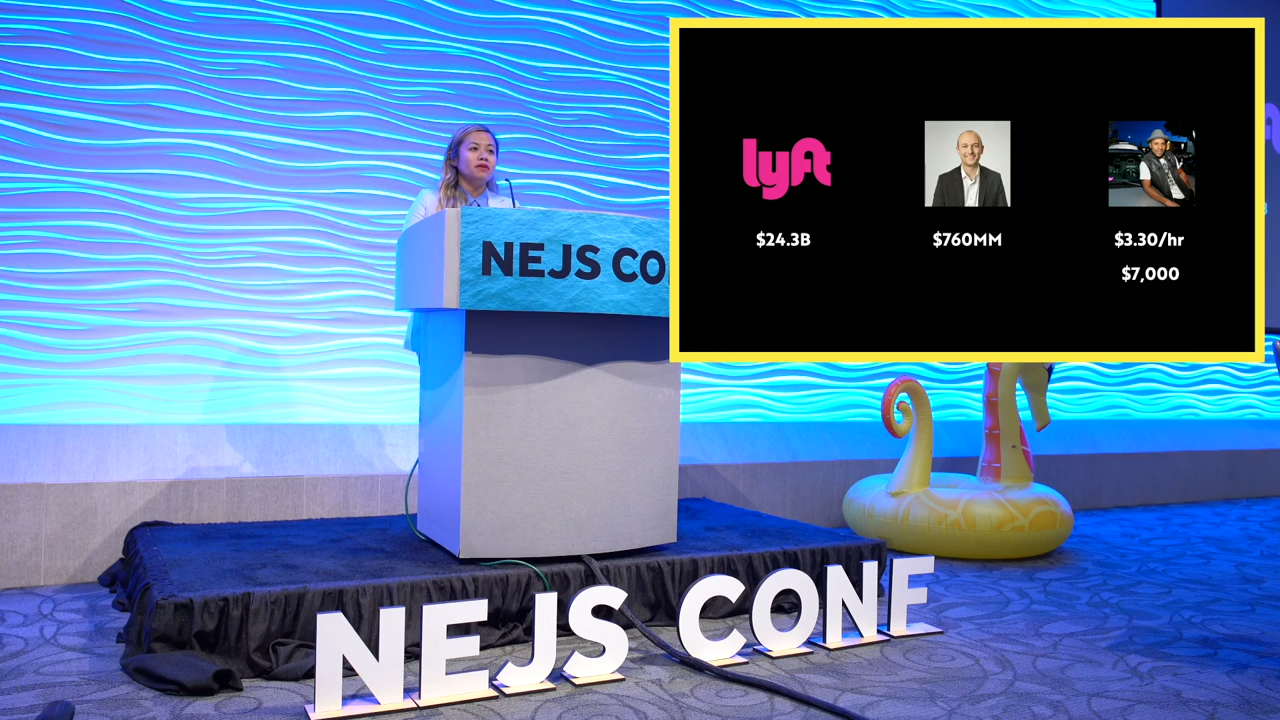 lyft
$24.3B
$760MM
$3.30/hr
$7,000
NEJS CO
NEJS CONF